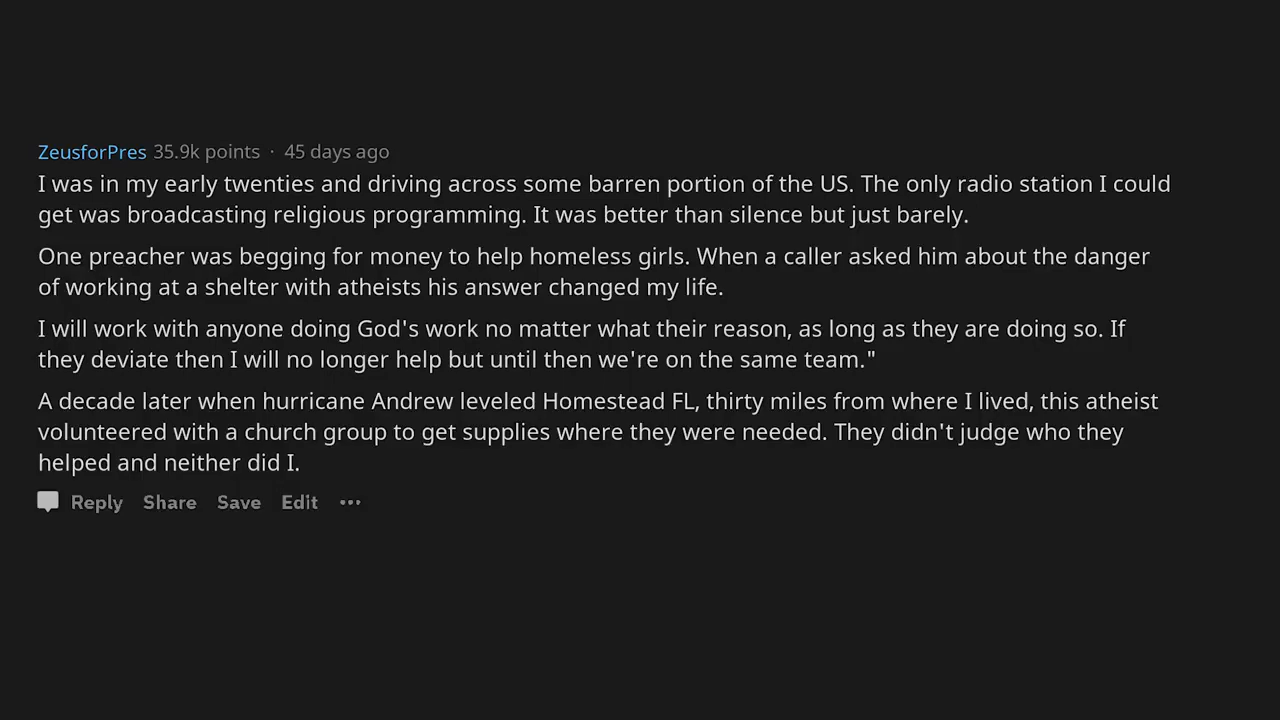 ZeusforPres 35.9k points · 45 days ago
I was in my early twenties and driving across some barren portion of the US. The only radio station I could
get was broadcasting religious programming. It was better than silence but just barely.
One preacher was begging for money to help homeless girls. When a caller asked him about the danger
of working at a shelter with atheists his answer changed my life.
I will work with anyone doing God's work no matter what their reason, as long as they are doing so. If
they deviate then I will no longer help but until then we're on the same team."
A decade later when hurricane Andrew leveled Homestead FL, thirty miles from where I lived, this atheist
volunteered with a church group to get supplies where they were needed. They didn't judge who they
helped and neither did I.
Reply Share Save Edit ···